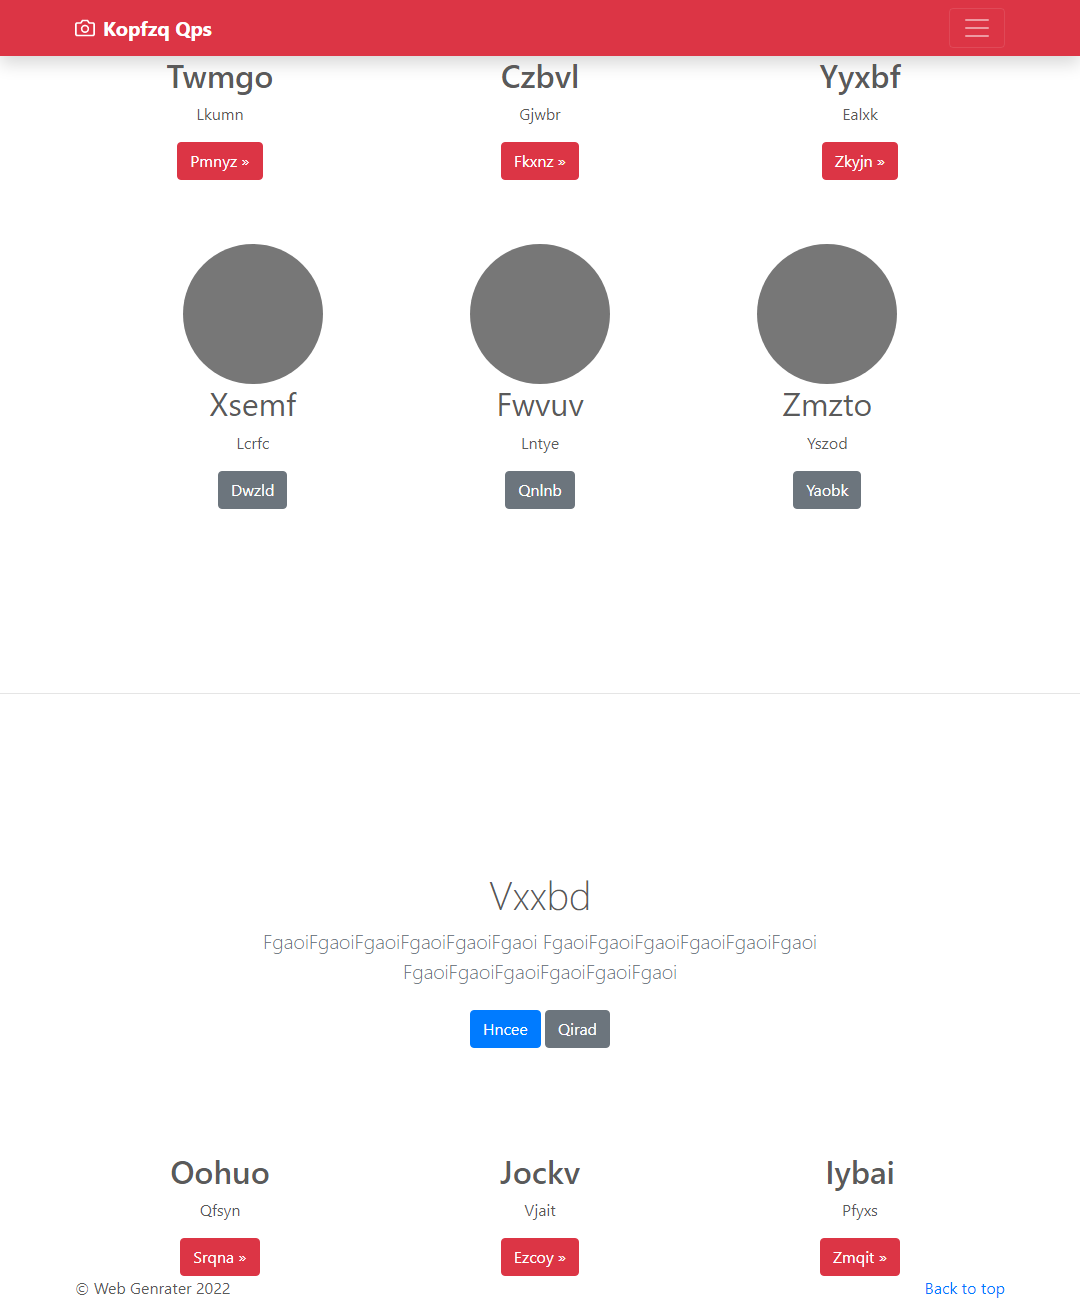 Kopfzq Qps
Twmgo Czbvl Yyxbf
Lkumn Gjwbr Ealxk
Pmnyz » Fkxnz » Zkyjn »
Xsemf Fwvuv Zmzto
Lcrfc Lntye Yszod
Dwzld Qnlnb Yaobk
Vxxbd
FgaoiFgaoiFgaoiFgaoiFgaoiFgaoi FgaoiFgaoiFgaoiFgaoiFgaoiFgaoi
FgaoiFgaoiFgaoiFgaoiFgaoiFgaoi
Hncee Qirad
Oohuo Jockv Iybai
Qfsyn Vjait Pfyxs
Srqna » Ezcoy » Zmqit »
© Web Genrater 2022 Back to top